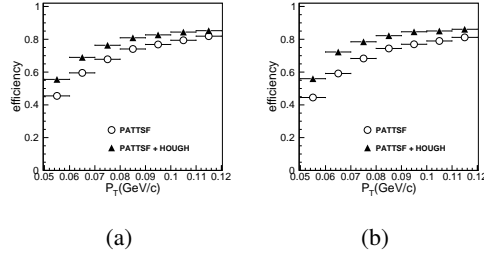 efficiency
1
0.8
0.6
0.4
0.2
0
PATTSF
PATTSF + HOUGH
0.05 0.06 0.07 0.08 0.09 0.1 0.11 0.12
P_T(GeV/c)
(a)
efficiency
1
0.8
0.6
0.4
0.2
0
PATTSF
PATTSF + HOUGH
0.05 0.06 0.07 0.08 0.09 0.1 0.11 0.12
P_T(GeV/c)
(b)